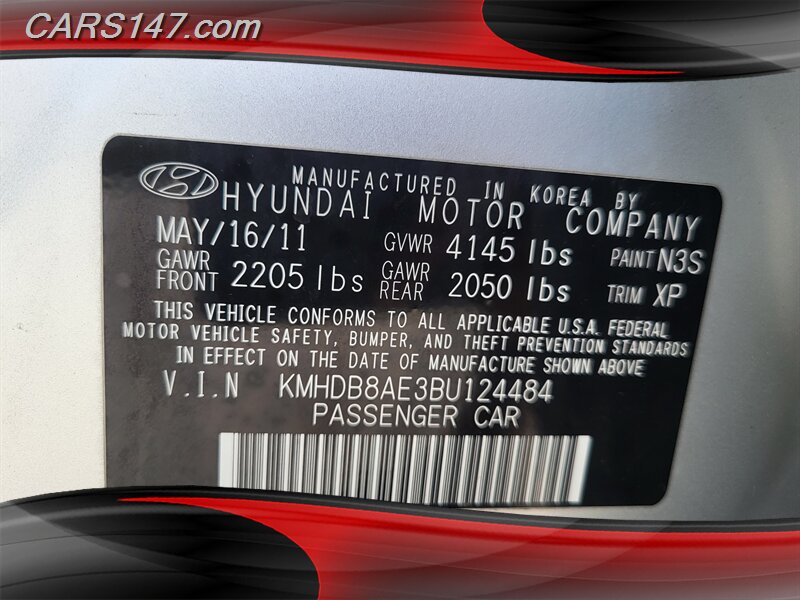 CARS147.com
MANUFACTURED IN KOREA BY
HYUNDAI MOTOR COMPANY
MAY/16/11 GVWR 4145 lbs PAINT N3S
GAWR FRONT 2205 lbs GAWR REAR 2050 lbs TRIM XP
THIS VEHICLE CONFORMS TO ALL APPLICABLE U.S.A. FEDERAL
MOTOR VEHICLE SAFETY, BUMPER, AND THEFT PREVENTION STANDARDS
IN EFFECT ON THE DATE OF MANUFACTURE SHOWN ABOVE
V.I.N KMHDB8AE3BU124484
PASSENGER CAR